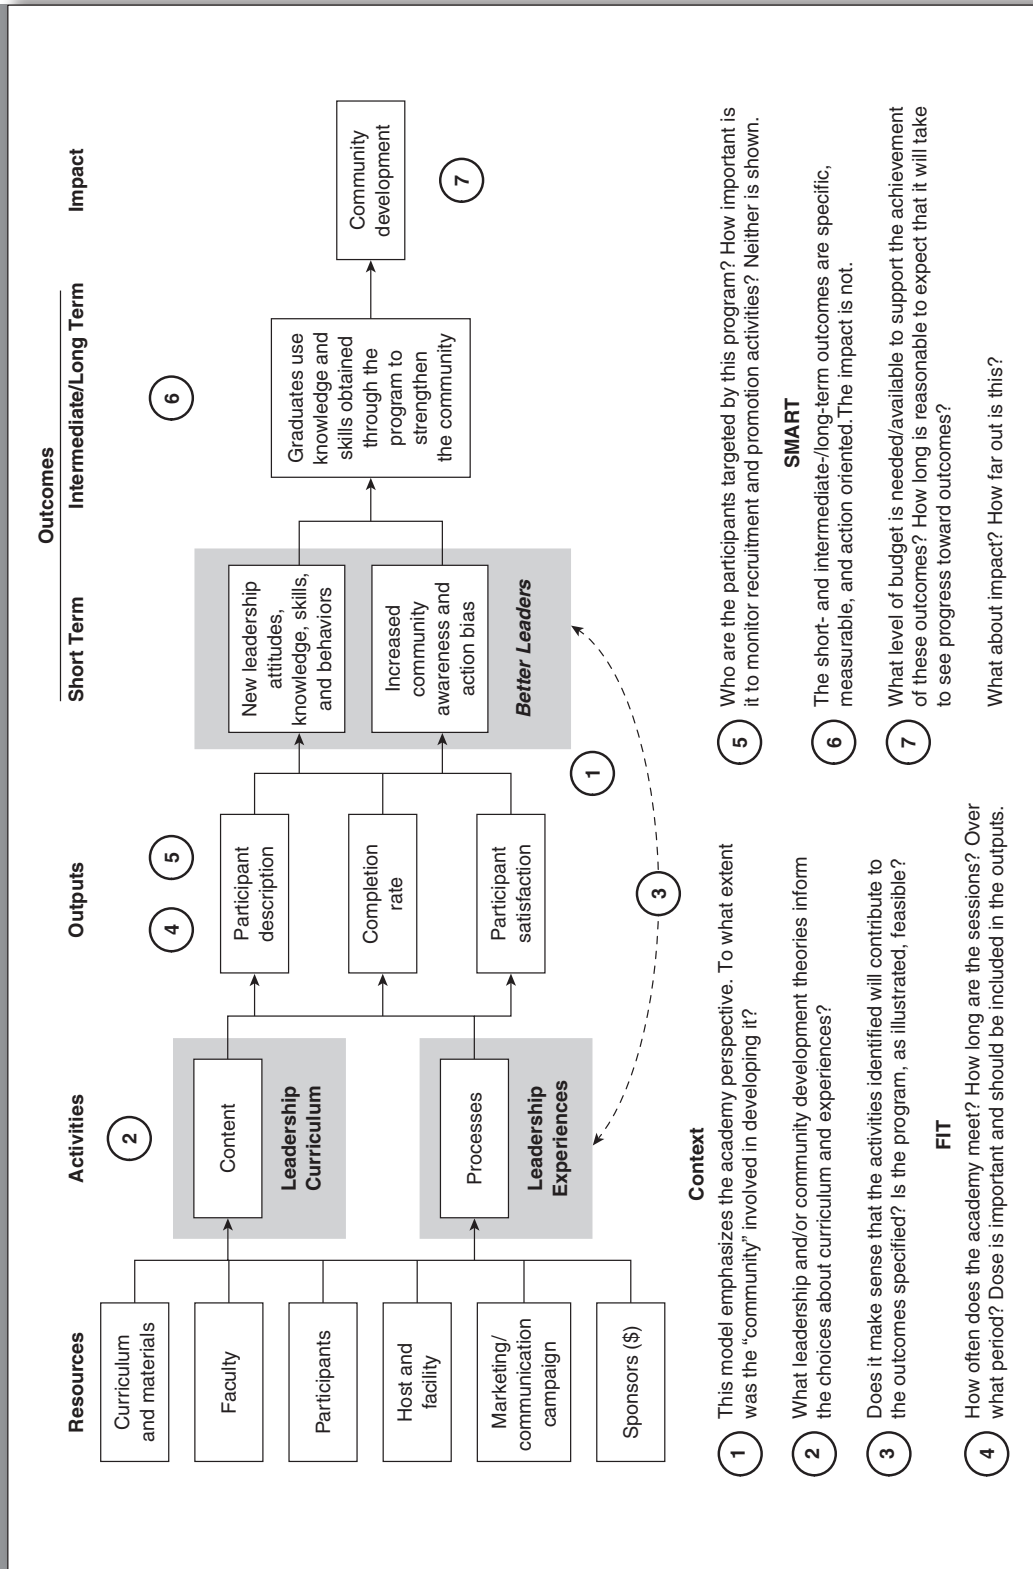 Outcomes
Resources
Activities
Outputs
Short Term
Intermediate/Long Term
Impact
Curriculum
and materials
Faculty
Participants
Host and
facility
Marketing/
communication
campaign
Sponsors ($)
2
Content
Leadership
Curriculum
Processes
Leadership
Experiences
4
5
Participant
description
Completion
rate
Participant
satisfaction
3
1
New leadership
attitudes,
knowledge, skills,
and behaviors
Increased
community
awareness and
action bias
Better Leaders
6
Graduates use
knowledge and
skills obtained
through the
program to
strengthen
the community
Community
development
7
Context
1
This model emphasizes the academy perspective. To what extent
was the “community” involved in developing it?
2
What leadership and/or community development theories inform
the choices about curriculum and experiences?
3
Does it make sense that the activities identified will contribute to
the outcomes specified? Is the program, as illustrated, feasible?
FIT
4
How often does the academy meet? How long are the sessions? Over
what period? Dose is important and should be included in the outputs.
5
Who are the participants targeted by this program? How important is
it to monitor recruitment and promotion activities? Neither is shown.
SMART
6
The short- and intermediate-/long-term outcomes are specific,
measurable, and action oriented.The impact is not.
7
What level of budget is needed/available to support the achievement
of these outcomes? How long is reasonable to expect that it will take
to see progress toward outcomes?
What about impact? How far out is this?